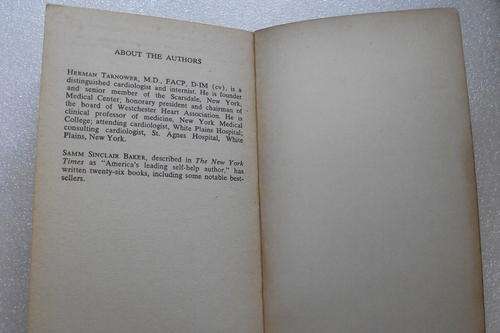 ABOUT THE AUTHORS
HERMAN TARNOWER, M.D., FACP, D-IM (CV), is a
distinguished cardiologist and internist. He is founder
and senior member of the Scarsdale, New York,
Medical Center, honorary president and chairman of
the board of Westchester Heart Association. He is
clinical professor of medicine, New York Medical
College; attending cardiologist, White Plains Hospital;
consulting cardiologist, St. Agnes Hospital, White
Plains, New York.
SAMM SINCLAIR BAKER, described in The New York
Times as "America's leading self-help author," has
written twenty-six books, including some notable best-
sellers.